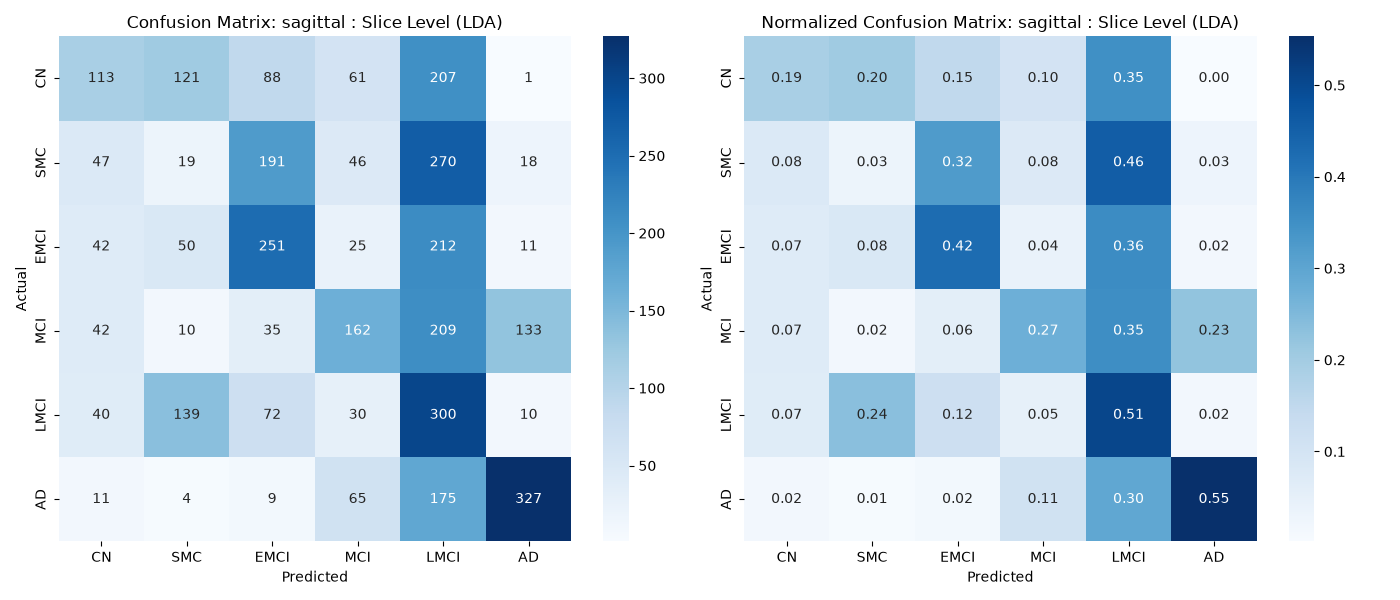 Confusion Matrix: sagittal : Slice Level (LDA)
CN 113 121 88 61 207 1
SMC 47 19 191 46 270 18
EMCI 42 50 251 25 212 11
MCI 42 10 35 162 209 133
LMCI 40 139 72 30 300 10
AD 11 4 9 65 175 327
CN SMC EMCI MCI LMCI AD
Predicted
Actual
300
250
200
150
100
50
Normalized Confusion Matrix: sagittal : Slice Level (LDA)
CN 0.19 0.20 0.15 0.10 0.35 0.00
SMC 0.08 0.03 0.32 0.08 0.46 0.03
EMCI 0.07 0.08 0.42 0.04 0.36 0.02
MCI 0.07 0.02 0.06 0.27 0.35 0.23
LMCI 0.07 0.24 0.12 0.05 0.51 0.02
AD 0.02 0.01 0.02 0.11 0.30 0.55
CN SMC EMCI MCI LMCI AD
Predicted
Actual
0.5
0.4
0.3
0.2
0.1